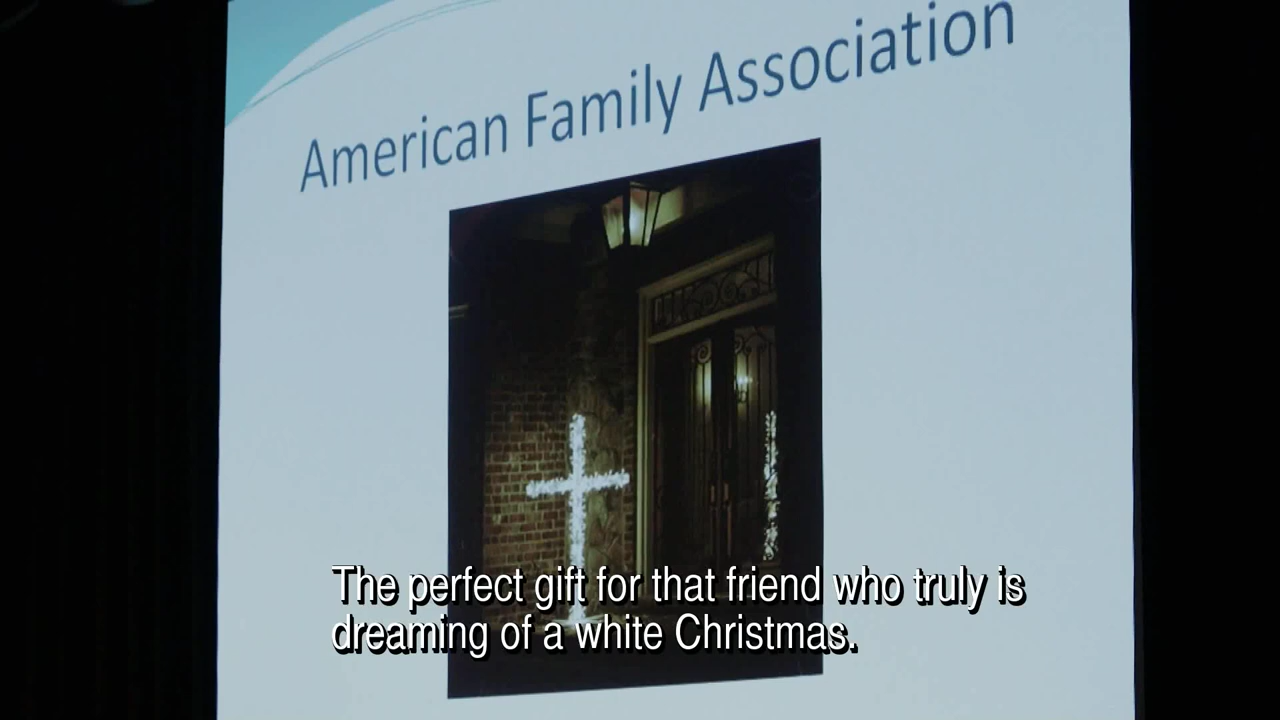 American Family Association
The perfect gift for that friend who truly is
dreaming of a white Christmas.